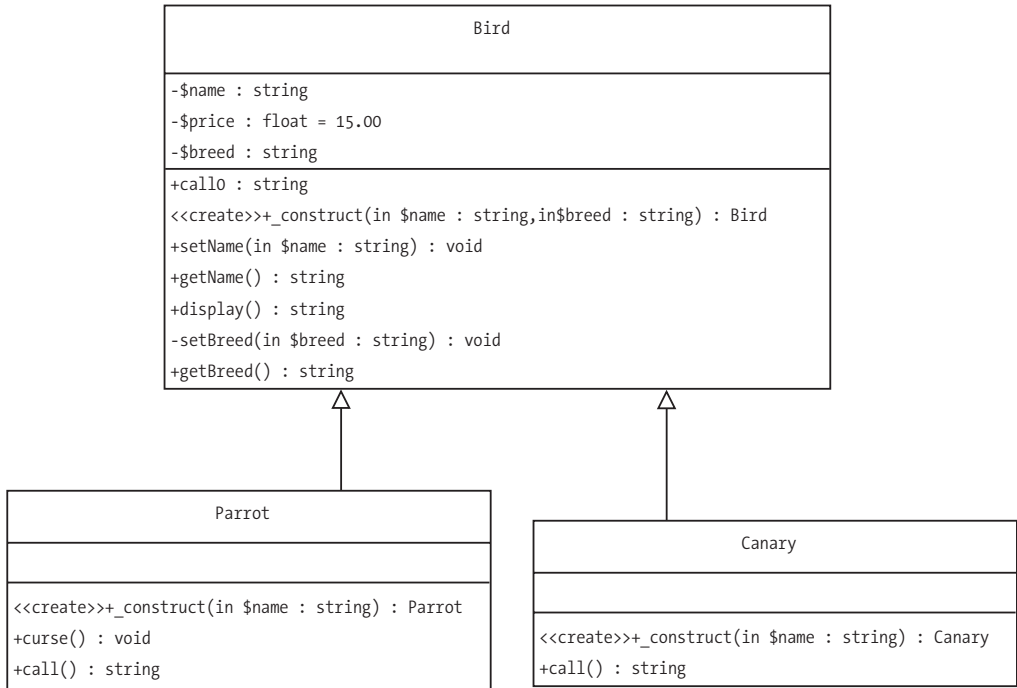 Bird
-$name : string
-$price : float = 15.00
-$breed : string
+call() : string
<<create>>+_construct(in $name : string,in$breed : string) : Bird
+setName(in $name : string) : void
+getName() : string
+display() : string
-setBreed(in $breed : string) : void
+getBreed() : string
Parrot
<<create>>+_construct(in $name : string) : Parrot
+curse() : void
+call() : string
Canary
<<create>>+_construct(in $name : string) : Canary
+call() : string